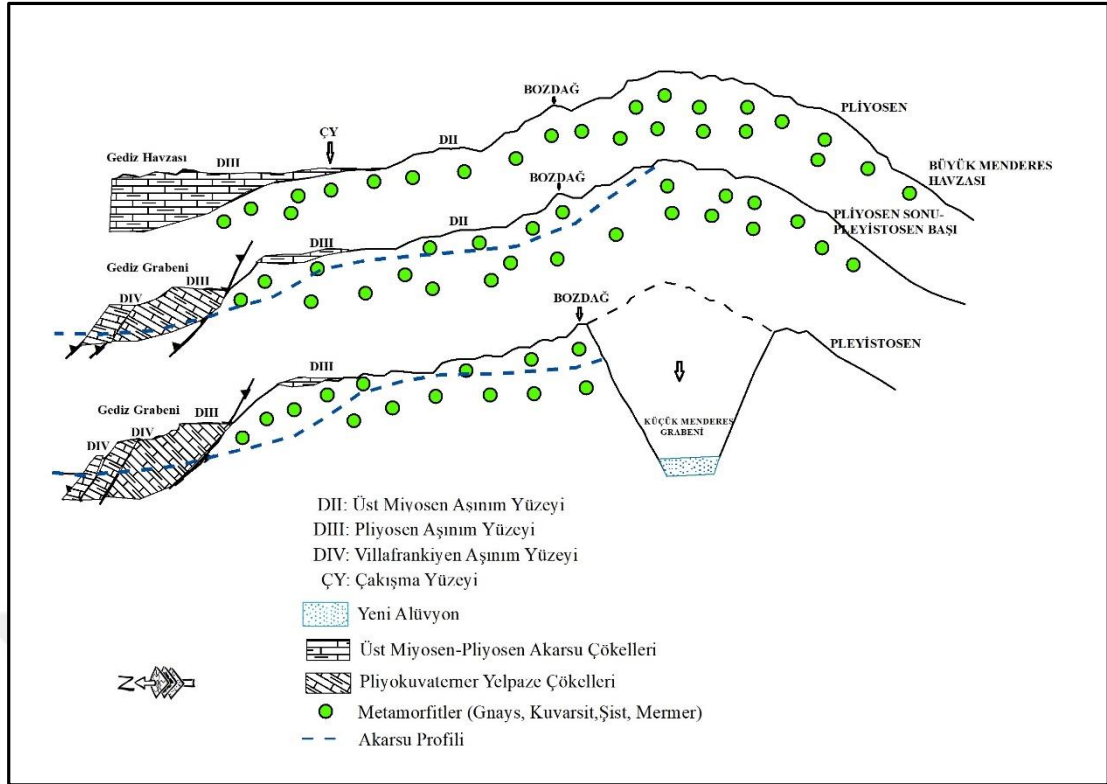 BOZDAĞ
PLİYOSEN
ÇY
DII
Gediz Havzası
DIII
BÜYÜK MENDERES
HAVZASI
BOZDAĞ
PLİYOSEN SONU-
PLEYİSTOSEN BAŞI
DII
DIII
Gediz Grabeni
DIII
DIV
BOZDAĞ
PLEYİSTOSEN
DIII
Gediz Grabeni
DIII
DIV
DIV
KÜÇÜK MENDERES
GRABENİ
DII: Üst Miyosen Aşınım Yüzeyi
DIII: Pliyosen Aşınım Yüzeyi
DIV: Villafrankiyen Aşınım Yüzeyi
ÇY: Çakışma Yüzeyi
Yeni Alüvyon
Üst Miyosen-Pliyosen Akarsu Çökelleri
N
Pliyokuvaterner Yelpaze Çökelleri
Metamorfitler (Gnays, Kuvarsit,Şist, Mermer)
Akarsu Profili